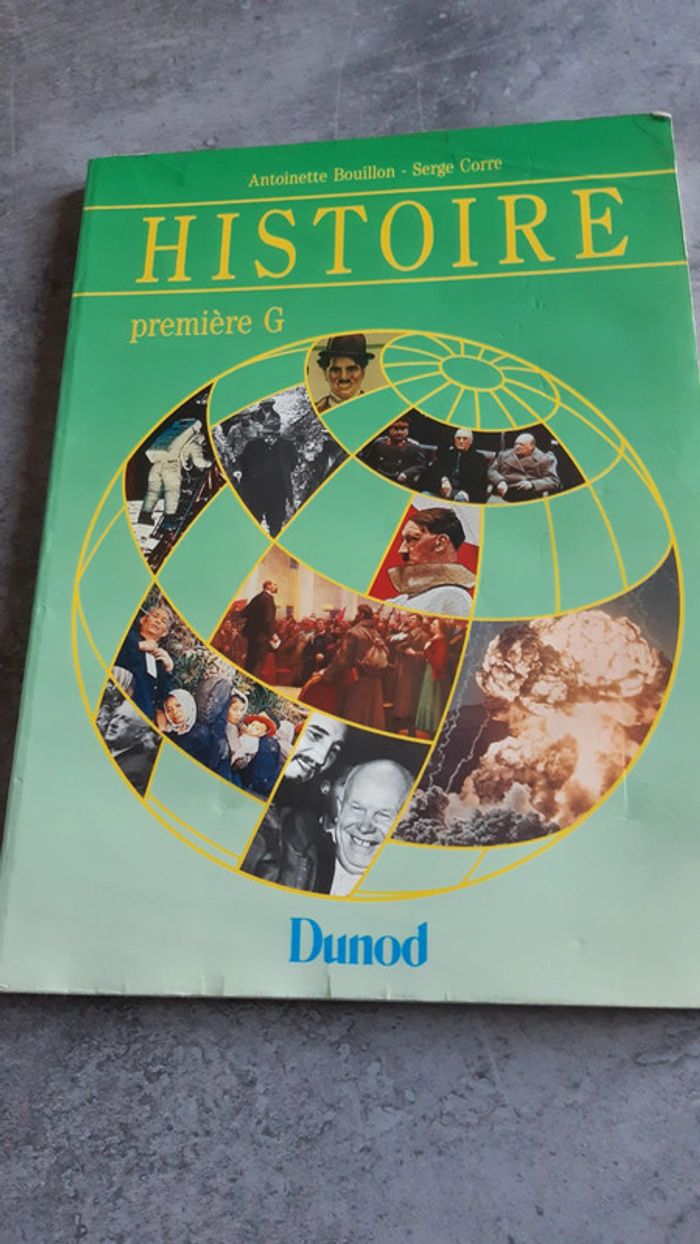 Antoinette Bouillon - Serge Corre
HISTOIRE
première G
Dunod